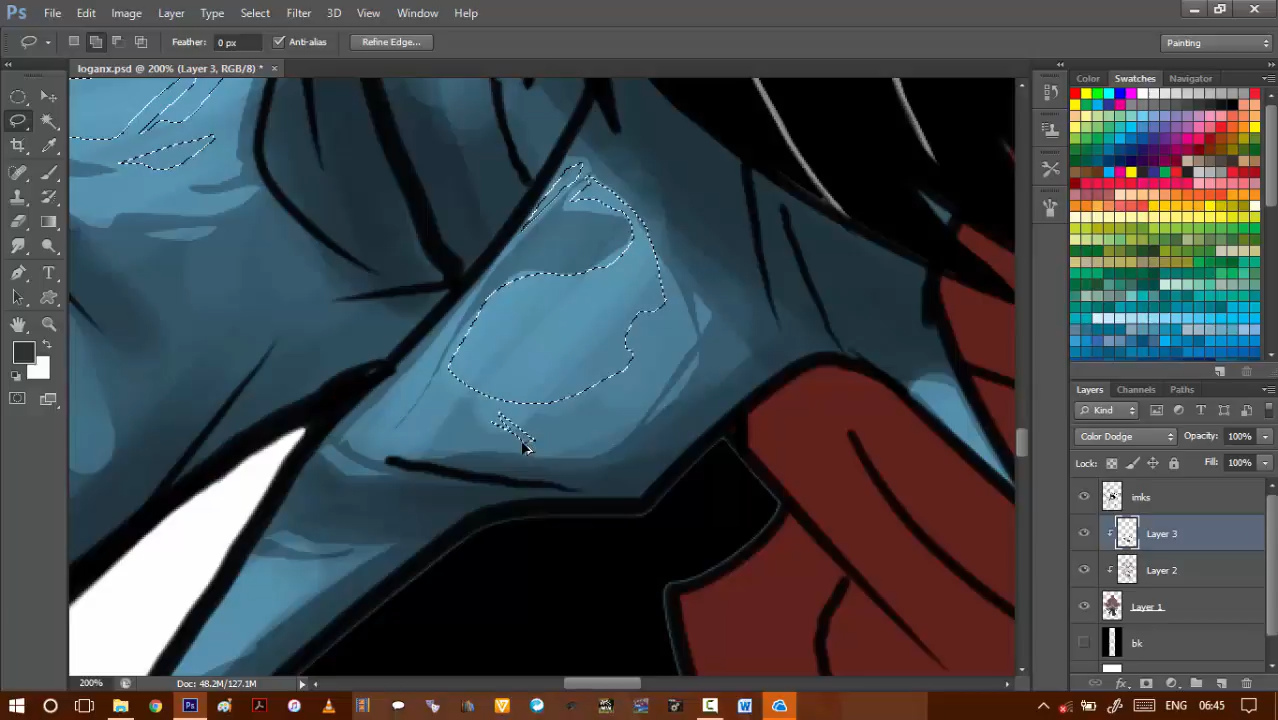 Ps File Edit Image Layer Type Select Filter 3D View Window Help
Feather: 0 px Anti-alias Refine Edge... Painting
loganx.psd @ 200% (Layer 3, RGB/8) * ×
Color Swatches Navigator
Layers Channels Paths
Kind
Color Dodge Opacity: 100%
Lock: Fill: 100%
imks
Layer 3
Layer 2
Layer 1
bk
200% Doc: 48.2M/127.1M
ENG 06:45